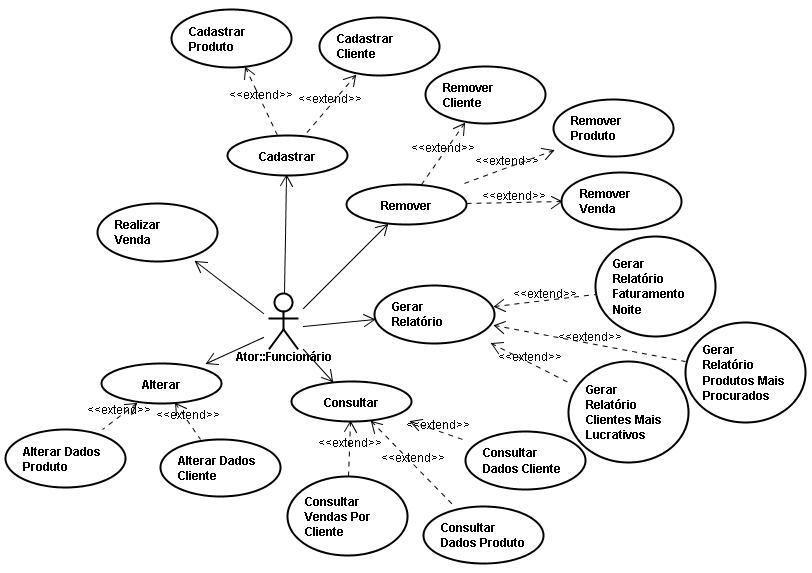 Cadastrar
Produto
Cadastrar
Cliente
<<extend>>
<<extend>>
Cadastrar
Remover
Cliente
Remover
Produto
<<extend>>
<<extend>>
<<extend>>
Remover
Venda
Remover
Realizar
Venda
Gerar
Relatório
Faturamento
Noite
<<extend>>
Gerar
Relatório
<<extend>>
Gerar
Relatório
Produtos Mais
Procurados
<<extend>>
Gerar
Relatório
Clientes Mais
Lucrativos
Ator::Funcionário
Alterar
<<extend>>
<<extend>>
Alterar Dados
Produto
Alterar Dados
Cliente
Consultar
<<extend>>
<<extend>>
<<extend>>
Consultar
Dados Cliente
Consultar
Vendas Por
Cliente
Consultar
Dados Produto